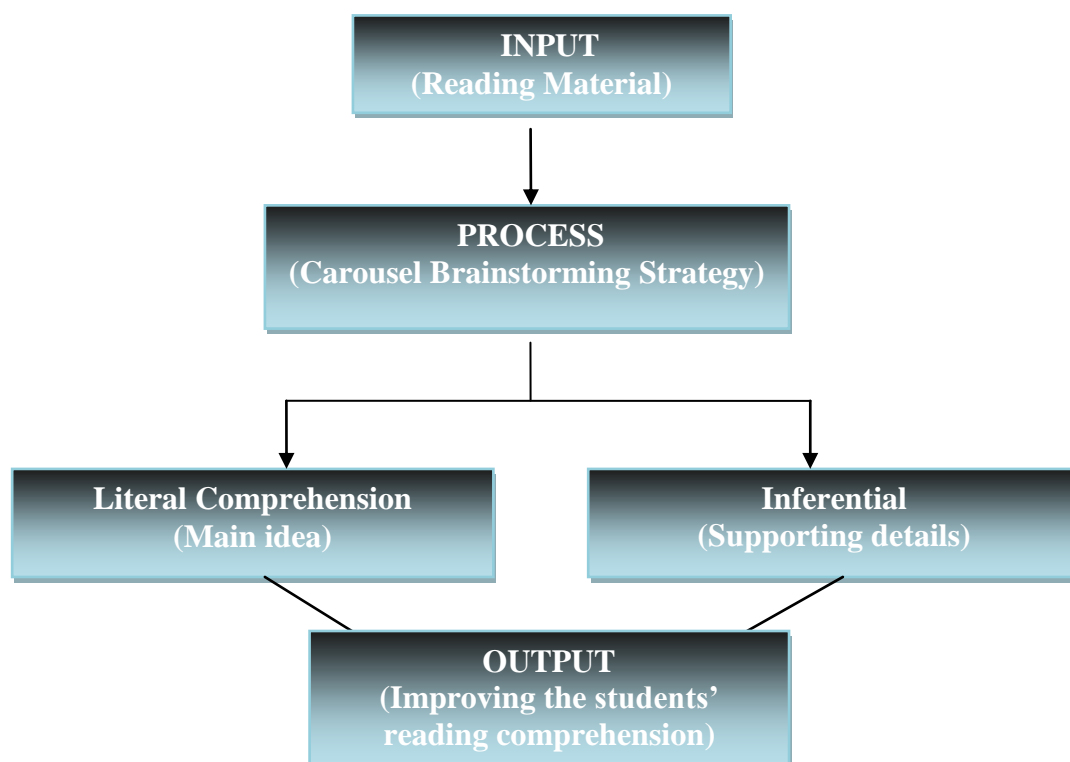 INPUT
(Reading Material)
PROCESS
(Carousel Brainstorming Strategy)
Literal Comprehension
(Main idea)
Inferential
(Supporting details)
OUTPUT
(Improving the students’
reading comprehension)